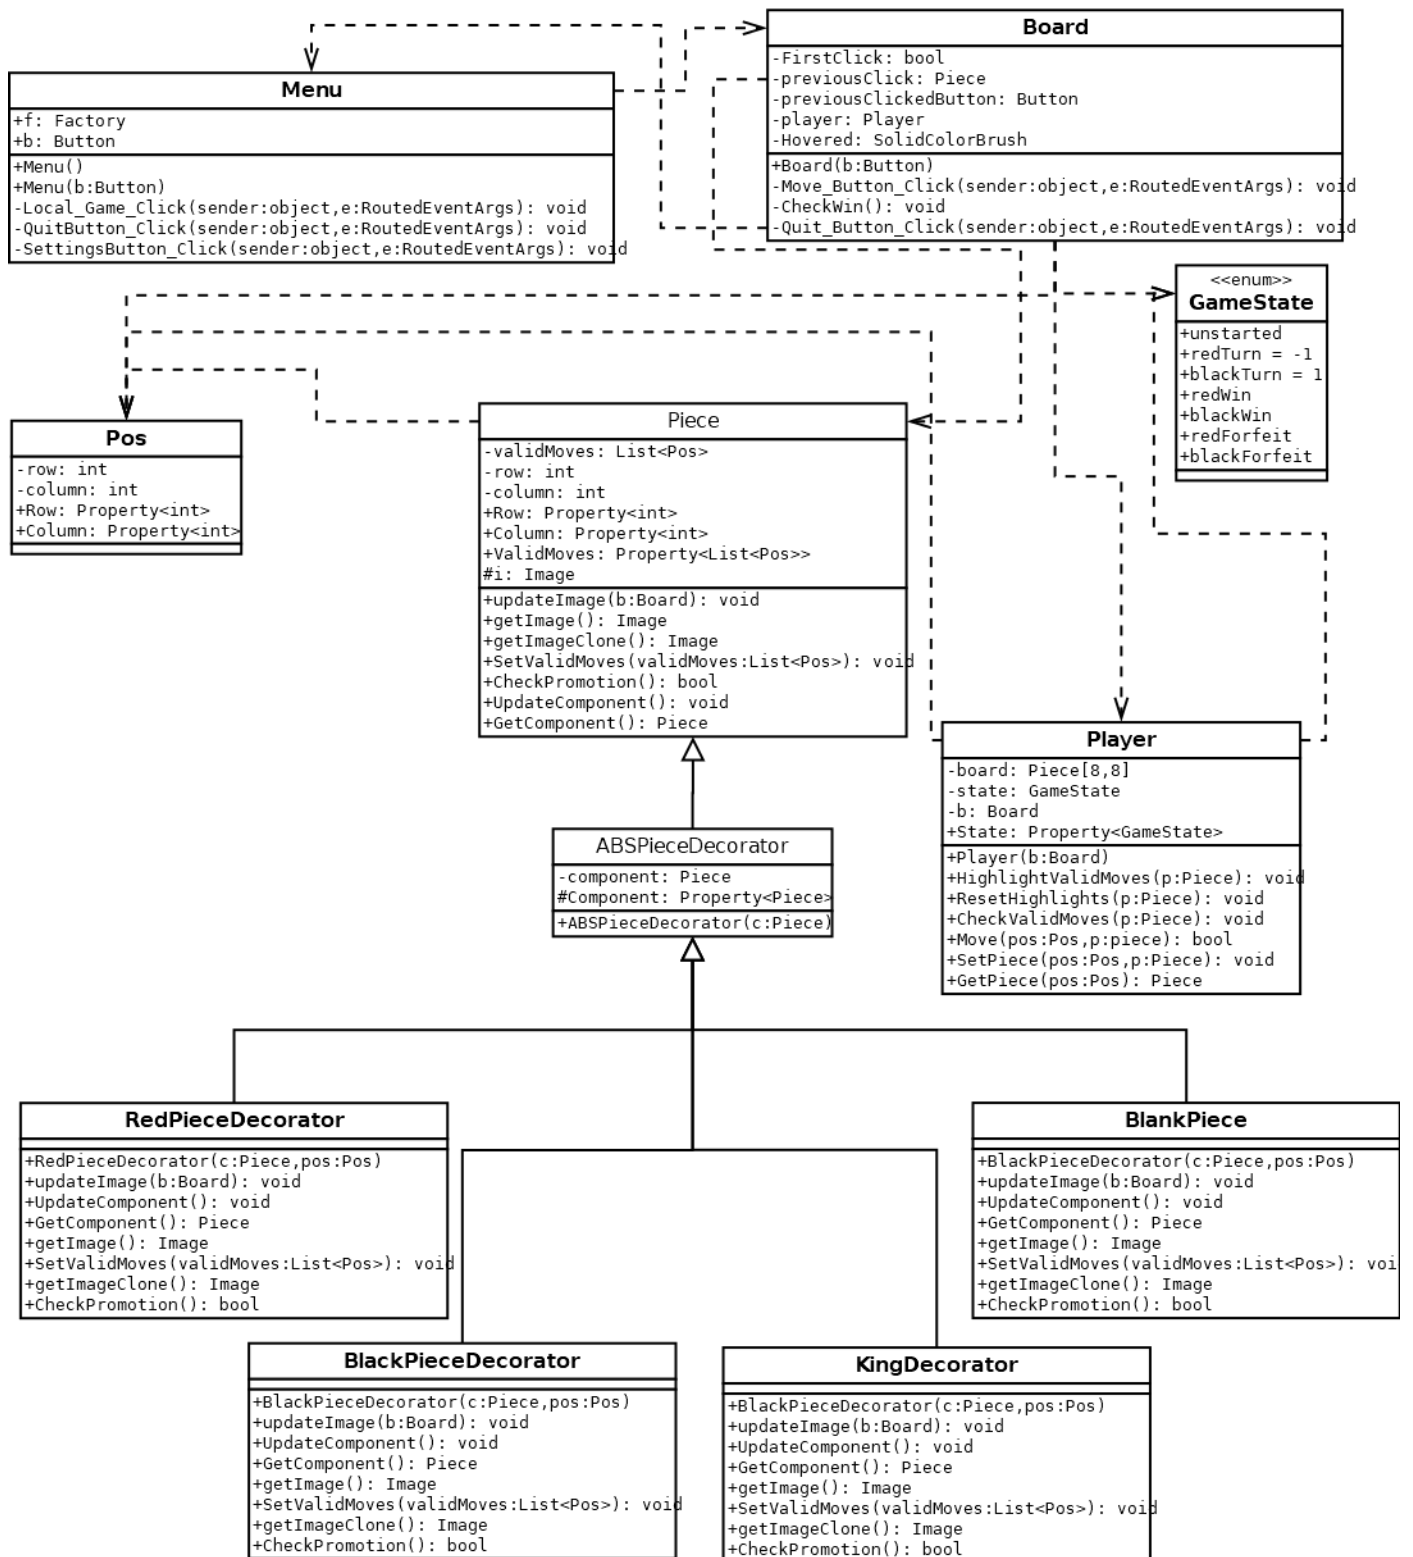 Board
-FirstClick: bool
-previousClick: Piece
-previousClickedButton: Button
-player: Player
-Hovered: SolidColorBrush
+Board(b:Button)
-Move_Button_Click(sender:object,e:RoutedEventArgs): void
-CheckWin(): void
-Quit_Button_Click(sender:object,e:RoutedEventArgs): void
Menu
+f: Factory
+b: Button
+Menu()
+Menu(b:Button)
-Local_Game_Click(sender:object,e:RoutedEventArgs): void
-QuitButton_Click(sender:object,e:RoutedEventArgs): void
-SettingsButton_Click(sender:object,e:RoutedEventArgs): void
<<enum>>
GameState
+unstarted
+redTurn = -1
+blackTurn = 1
+redWin
+blackWin
+redForfeit
+blackForfeit
Pos
-row: int
-column: int
+Row: Property<int>
+Column: Property<int>
Piece
-validMoves: List<Pos>
-row: int
-column: int
+Row: Property<int>
+Column: Property<int>
+ValidMoves: Property<List<Pos>>
#i: Image
+updateImage(b:Board): void
+getImage(): Image
+getImageClone(): Image
+SetValidMoves(validMoves:List<Pos>): void
+CheckPromotion(): bool
+UpdateComponent(): void
+GetComponent(): Piece
Player
-board: Piece[8,8]
-state: GameState
-b: Board
+State: Property<GameState>
+Player(b:Board)
+HighlightValidMoves(p:Piece): void
+ResetHighlights(p:Piece): void
+CheckValidMoves(p:Piece): void
+Move(pos:Pos,p:piece): bool
+SetPiece(pos:Pos,p:Piece): void
+GetPiece(pos:Pos): Piece
ABSPieceDecorator
-component: Piece
#Component: Property<Piece>
+ABSPieceDecorator(c:Piece)
RedPieceDecorator
+RedPieceDecorator(c:Piece,pos:Pos)
+updateImage(b:Board): void
+UpdateComponent(): void
+GetComponent(): Piece
+getImage(): Image
+SetValidMoves(validMoves:List<Pos>): void
+getImageClone(): Image
+CheckPromotion(): bool
BlankPiece
+BlackPieceDecorator(c:Piece,pos:Pos)
+updateImage(b:Board): void
+UpdateComponent(): void
+GetComponent(): Piece
+getImage(): Image
+SetValidMoves(validMoves:List<Pos>): voi
+getImageClone(): Image
+CheckPromotion(): bool
BlackPieceDecorator
+BlackPieceDecorator(c:Piece,pos:Pos)
+updateImage(b:Board): void
+UpdateComponent(): void
+GetComponent(): Piece
+getImage(): Image
+SetValidMoves(validMoves:List<Pos>): void
+getImageClone(): Image
+CheckPromotion(): bool
KingDecorator
+BlackPieceDecorator(c:Piece,pos:Pos)
+updateImage(b:Board): void
+UpdateComponent(): void
+GetComponent(): Piece
+getImage(): Image
+SetValidMoves(validMoves:List<Pos>): void
+getImageClone(): Image
+CheckPromotion(): bool